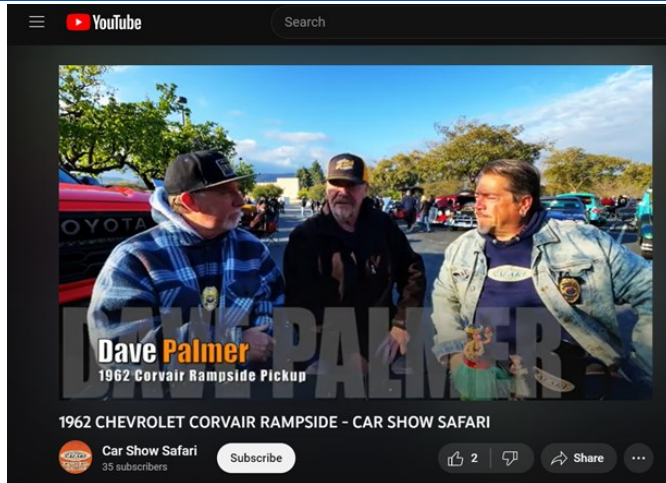 YouTube
Search
OYOTA
DAVE PALMER
Dave Palmer
1962 Corvair Rampside Pickup
1962 CHEVROLET CORVAIR RAMPSIDE - CAR SHOW SAFARI
Car Show Safari
35 subscribers
Subscribe
2
Share